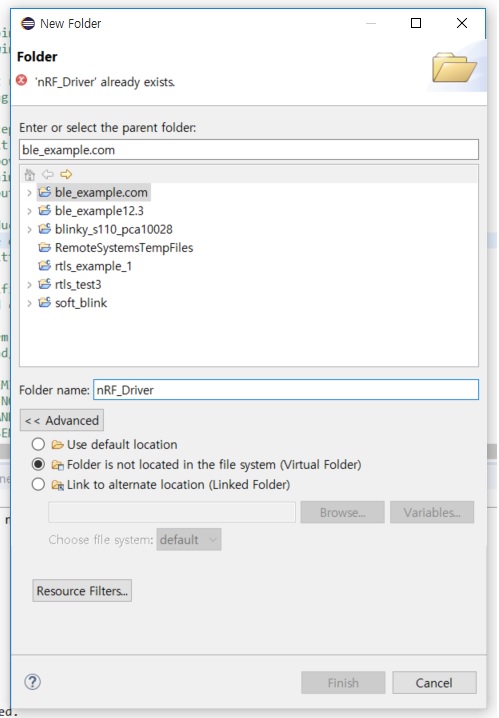 New Folder
Folder
'nRF_Driver' already exists.
Enter or select the parent folder:
ble_example.com
ble_example.com
ble_example12.3
blinky_s110_pca10028
RemoteSystemsTempFiles
rtls_example_1
rtls_test3
soft_blink
Folder name: nRF_Driver
<< Advanced
Use default location
Folder is not located in the file system (Virtual Folder)
Link to alternate location (Linked Folder)
Browse... Variables...
Choose file system: default
Resource Filters...
? Finish Cancel
ed.